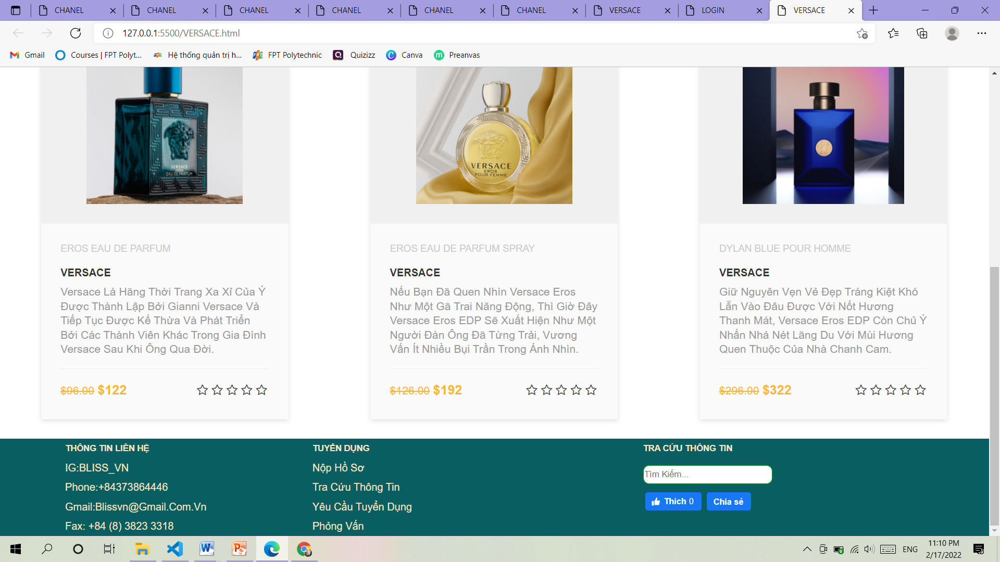 CHANEL
CHANEL
CHANEL
CHANEL
CHANEL
CHANEL
VERSACE
LOGIN
VERSACE
127.0.0.1:5500/VERSACE.html
Gmail
Courses | FPT Polyt...
Hệ thống quản trị h...
FPT Polytechnic
Quizizz
Canva
Preanvas
VERSACE
EROS
EAU DE PARFUM
VERSACE
EROS
POUR FEMME
EROS EAU DE PARFUM
VERSACE
Versace Là Hãng Thời Trang Xa Xỉ Của Ý
Được Thành Lập Bởi Gianni Versace Và
Tiếp Tục Được Kế Thừa Và Phát Triển
Bởi Các Thành Viên Khác Trong Gia Đình
Versace Sau Khi Ông Qua Đời.
$96.00 $122
EROS EAU DE PARFUM SPRAY
VERSACE
Nếu Bạn Đã Quen Nhìn Versace Eros
Như Một Gã Trai Năng Động, Thì Giờ Đây
Versace Eros EDP Sẽ Xuất Hiện Như Một
Người Đàn Ông Đã Từng Trải, Vương
Vấn Ít Nhiều Bụi Trần Trong Ánh Nhìn.
$126.00 $192
DYLAN BLUE POUR HOMME
VERSACE
Giữ Nguyên Vẹn Vẻ Đẹp Tráng Kiệt Khó
Lẫn Vào Đâu Được Với Nốt Hương
Thanh Mát, Versace Eros EDP Còn Chủ Ý
Nhấn Nhá Nét Lãng Du Với Mùi Hương
Quen Thuộc Của Nhà Chanh Cam.
$296.00 $322
THÔNG TIN LIÊN HỆ
IG:BLISS_VN
Phone:+84373864446
Gmail:Blissvn@Gmail.Com.Vn
Fax: +84 (8) 3823 3318
TUYỂN DỤNG
Nộp Hồ Sơ
Tra Cứu Thông Tin
Yêu Cầu Tuyển Dụng
Phỏng Vấn
TRA CỨU THÔNG TIN
Tìm Kiếm...
Thích 0
Chia sẻ
ENG
11:10 PM
2/17/2022